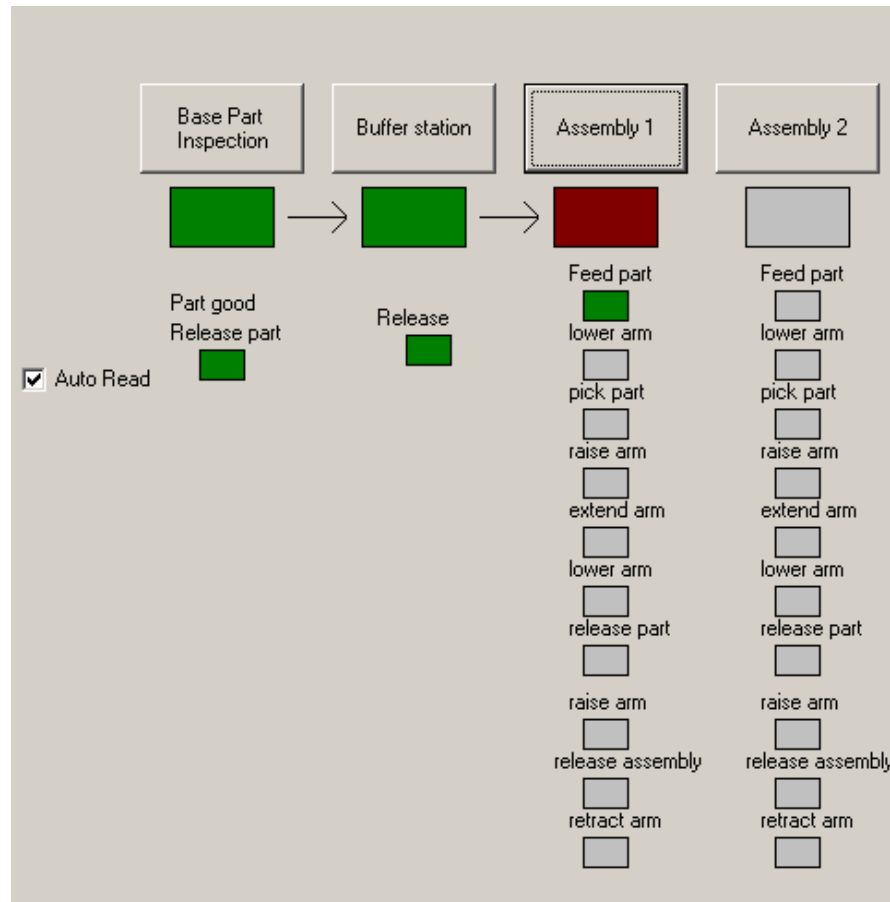 Base Part
Inspection
Buffer station
Assembly 1
Assembly 2
Part good
Release part
Release
Auto Read
Feed part
lower arm
pick part
raise arm
extend arm
lower arm
release part
raise arm
release assembly
retract arm
Feed part
lower arm
pick part
raise arm
extend arm
lower arm
release part
raise arm
release assembly
retract arm